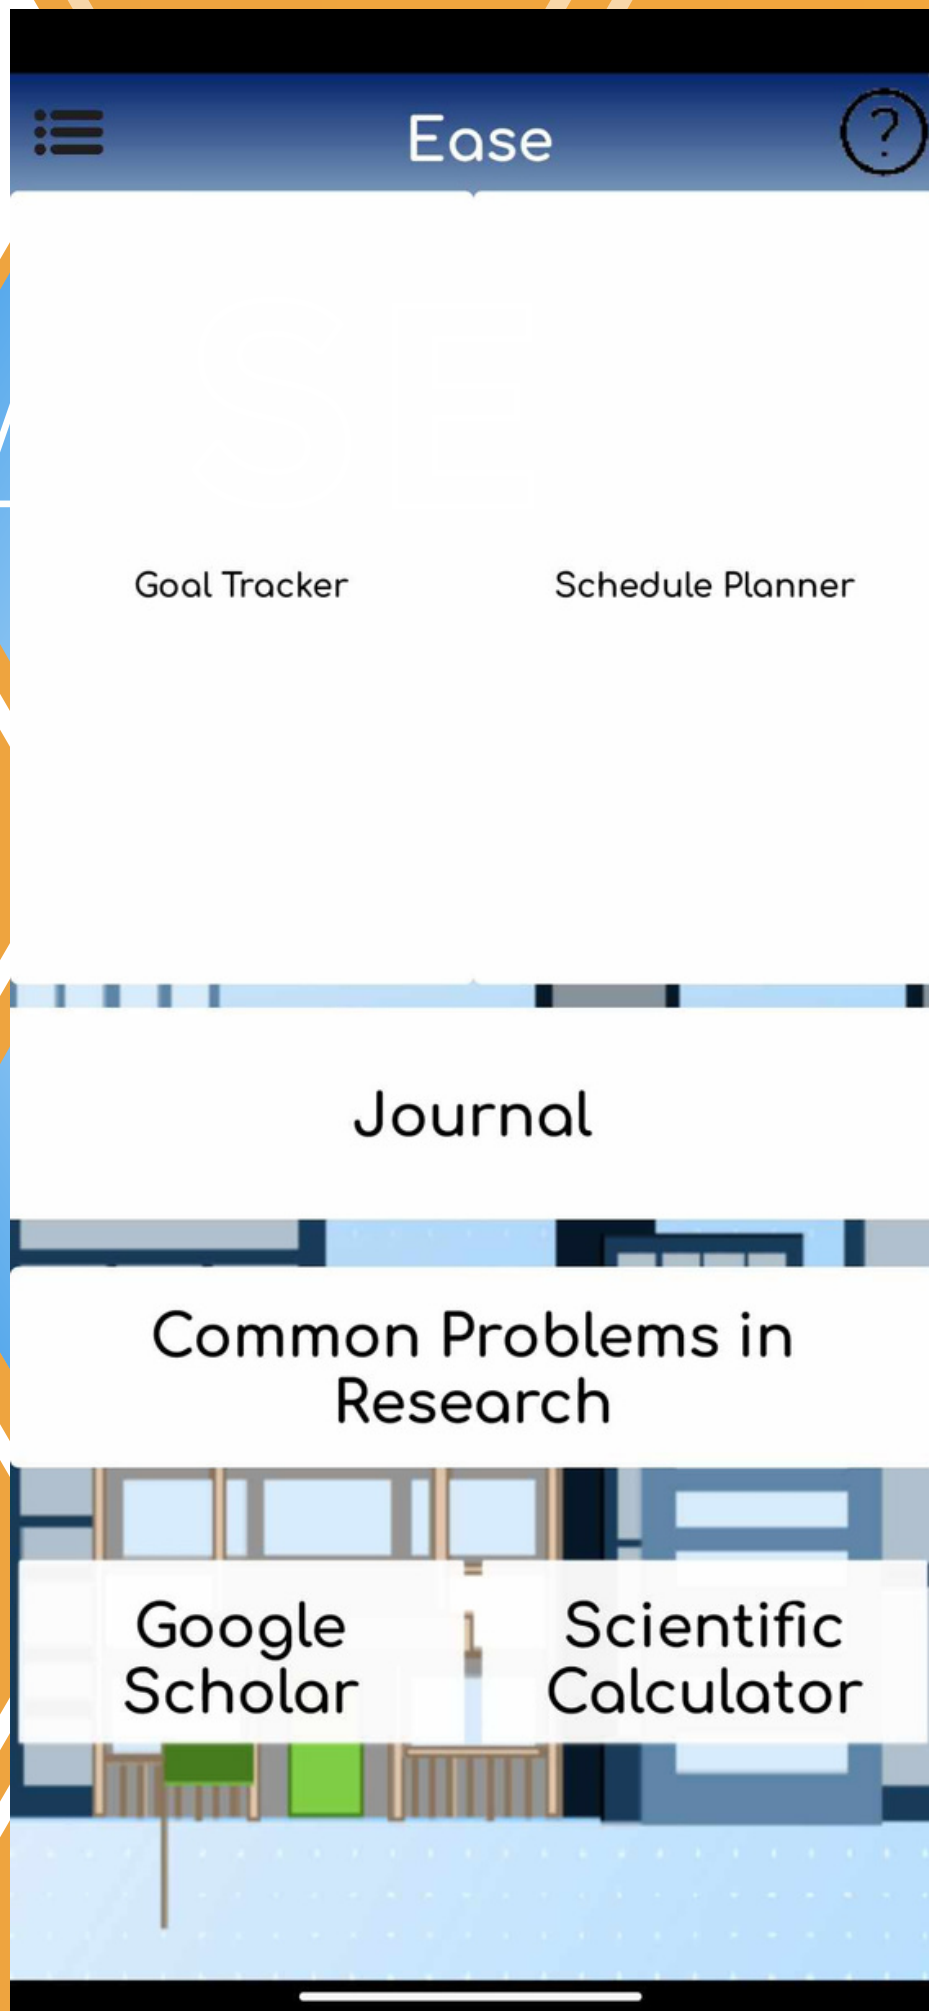 Ease
?
Goal Tracker
Schedule Planner
Journal
Common Problems in
Research
Google
Scholar
Scientific
Calculator